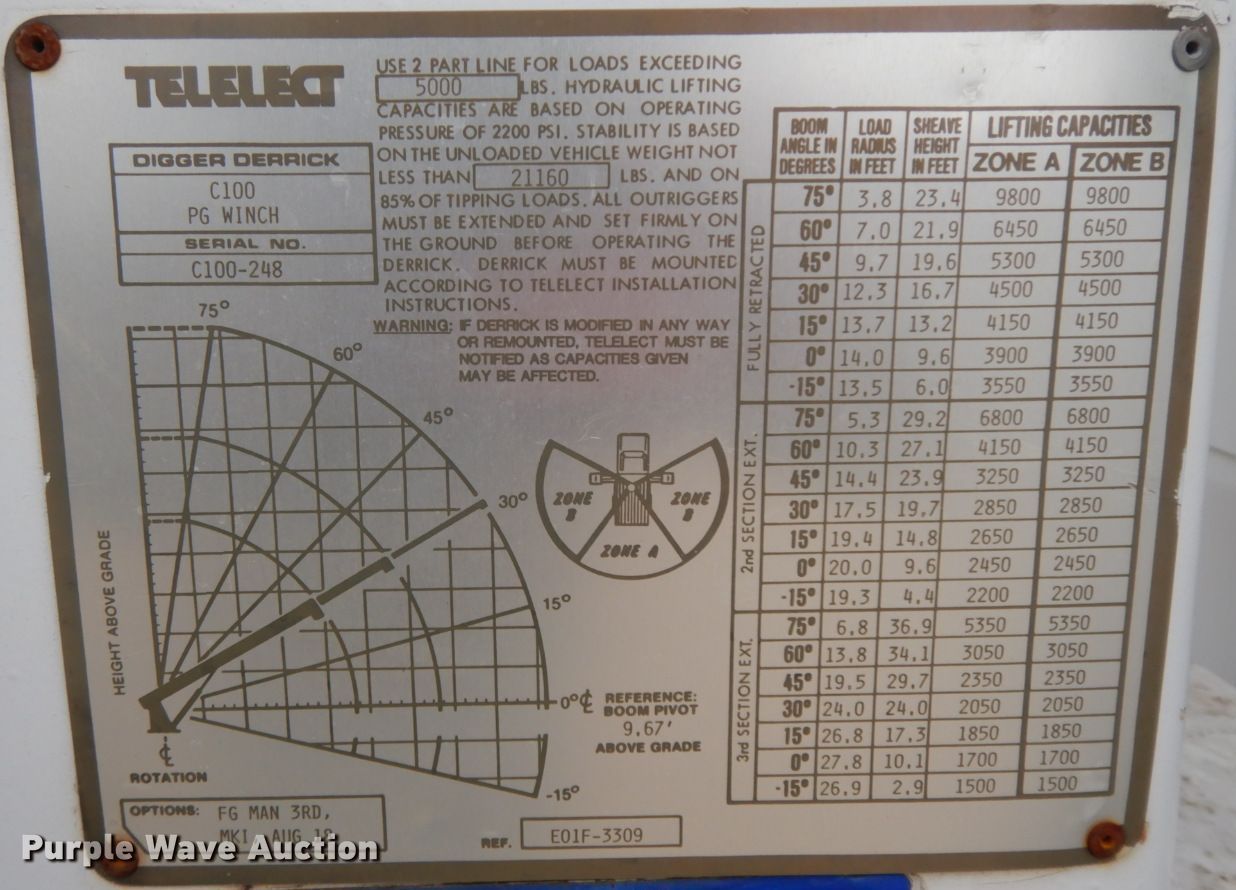 TELELECT
DIGGER DERRICK
C100
PG WINCH
SERIAL NO.
C100-248
USE 2 PART LINE FOR LOADS EXCEEDING
5000 LBS. HYDRAULIC LIFTING
CAPACITIES ARE BASED ON OPERATING
PRESSURE OF 2200 PSI. STABILITY IS BASED
ON THE UNLOADED VEHICLE WEIGHT NOT
LESS THAN 21160 LBS. AND ON
85% OF TIPPING LOADS. ALL OUTRIGGERS
MUST BE EXTENDED AND SET FIRMLY ON
THE GROUND BEFORE OPERATING THE
DERRICK. DERRICK MUST BE MOUNTED
ACCORDING TO TELELECT INSTALLATION
INSTRUCTIONS.
WARNING: IF DERRICK IS MODIFIED IN ANY WAY
OR REMOUNTED, TELELECT MUST BE
NOTIFIED AS CAPACITIES GIVEN
MAY BE AFFECTED.
75°
60°
45°
30°
15°
0° ℄
-15°
HEIGHT ABOVE GRADE
℄
ROTATION
ZONE B
ZONE B
ZONE A
REFERENCE:
BOOM PIVOT
9.67'
ABOVE GRADE
OPTIONS: FG MAN 3RD,
MKI AUG 18
REF. E01F-3309
BOOM ANGLE IN DEGREES LOAD RADIUS IN FEET SHEAVE HEIGHT IN FEET LIFTING CAPACITIES
ZONE A ZONE B
FULLY RETRACTED
75° 3.8 23.4 9800 9800
60° 7.0 21.9 6450 6450
45° 9.7 19.6 5300 5300
30° 12.3 16.7 4500 4500
15° 13.7 13.2 4150 4150
0° 14.0 9.6 3900 3900
-15° 13.5 6.0 3550 3550
2nd SECTION EXT.
75° 5.3 29.2 6800 6800
60° 10.3 27.1 4150 4150
45° 14.4 23.9 3250 3250
30° 17.5 19.7 2850 2850
15° 19.4 14.8 2650 2650
0° 20.0 9.6 2450 2450
-15° 19.3 4.4 2200 2200
3rd SECTION EXT.
75° 6.8 36.9 5350 5350
60° 13.8 34.1 3050 3050
45° 19.5 29.7 2350 2350
30° 24.0 24.0 2050 2050
15° 26.8 17.3 1850 1850
0° 27.8 10.1 1700 1700
-15° 26.9 2.9 1500 1500
Purple Wave Auction